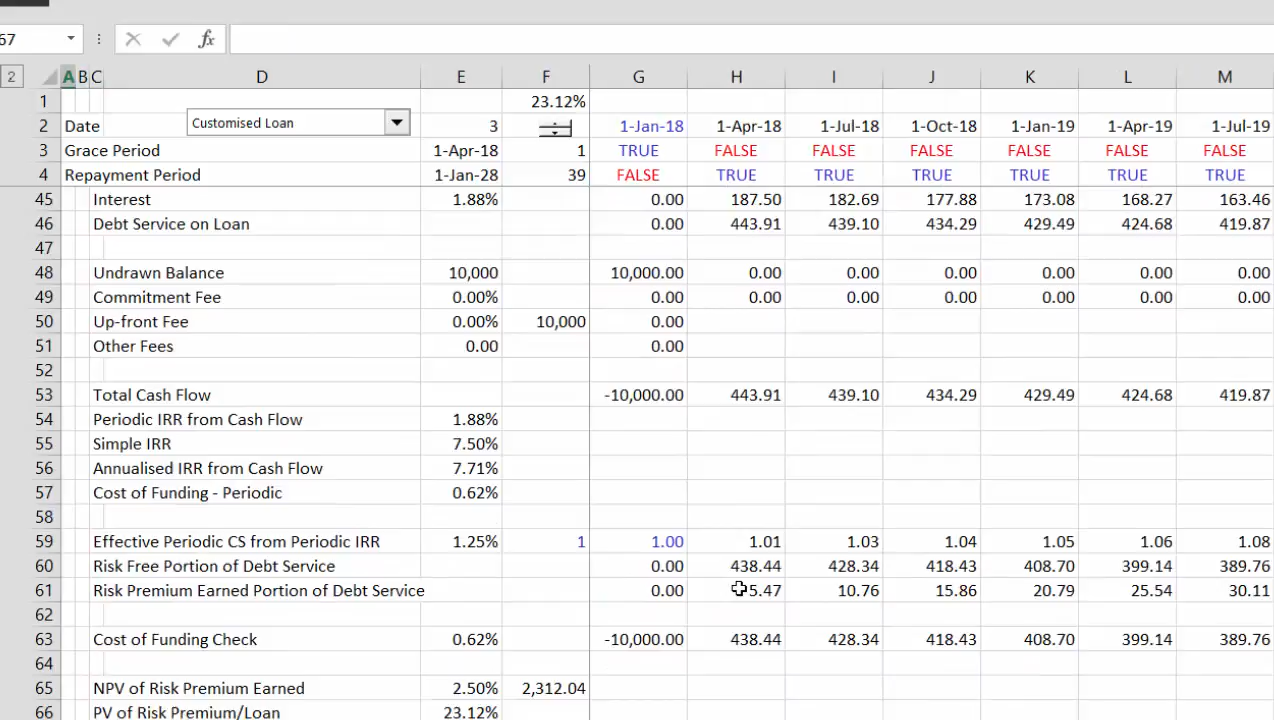 67
2 A B C D E F G H I J K L M
1 23.12%
2 Date Customised Loan 3 1-Jan-18 1-Apr-18 1-Jul-18 1-Oct-18 1-Jan-19 1-Apr-19 1-Jul-19
3 Grace Period 1-Apr-18 1 TRUE FALSE FALSE FALSE FALSE FALSE FALSE
4 Repayment Period 1-Jan-28 39 FALSE TRUE TRUE TRUE TRUE TRUE TRUE
45 Interest 1.88% 0.00 187.50 182.69 177.88 173.08 168.27 163.46
46 Debt Service on Loan 0.00 443.91 439.10 434.29 429.49 424.68 419.87
47
48 Undrawn Balance 10,000 10,000.00 0.00 0.00 0.00 0.00 0.00 0.00
49 Commitment Fee 0.00% 0.00 0.00 0.00 0.00 0.00 0.00 0.00
50 Up-front Fee 0.00% 10,000 0.00
51 Other Fees 0.00 0.00
52
53 Total Cash Flow -10,000.00 443.91 439.10 434.29 429.49 424.68 419.87
54 Periodic IRR from Cash Flow 1.88%
55 Simple IRR 7.50%
56 Annualised IRR from Cash Flow 7.71%
57 Cost of Funding - Periodic 0.62%
58
59 Effective Periodic CS from Periodic IRR 1.25% 1 1.00 1.01 1.03 1.04 1.05 1.06 1.08
60 Risk Free Portion of Debt Service 0.00 438.44 428.34 418.43 408.70 399.14 389.76
61 Risk Premium Earned Portion of Debt Service 0.00 5.47 10.76 15.86 20.79 25.54 30.11
62
63 Cost of Funding Check 0.62% -10,000.00 438.44 428.34 418.43 408.70 399.14 389.76
64
65 NPV of Risk Premium Earned 2.50% 2,312.04
66 PV of Risk Premium/Loan 23.12%